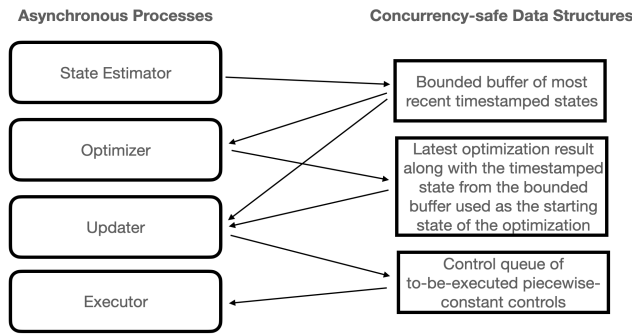 Asynchronous Processes
Concurrency-safe Data Structures
State Estimator
Bounded buffer of most
recent timestamped states
Optimizer
Latest optimization result
along with the timestamped
state from the bounded
buffer used as the starting
state of the optimization
Updater
Control queue of
to-be-executed piecewise-
constant controls
Executor